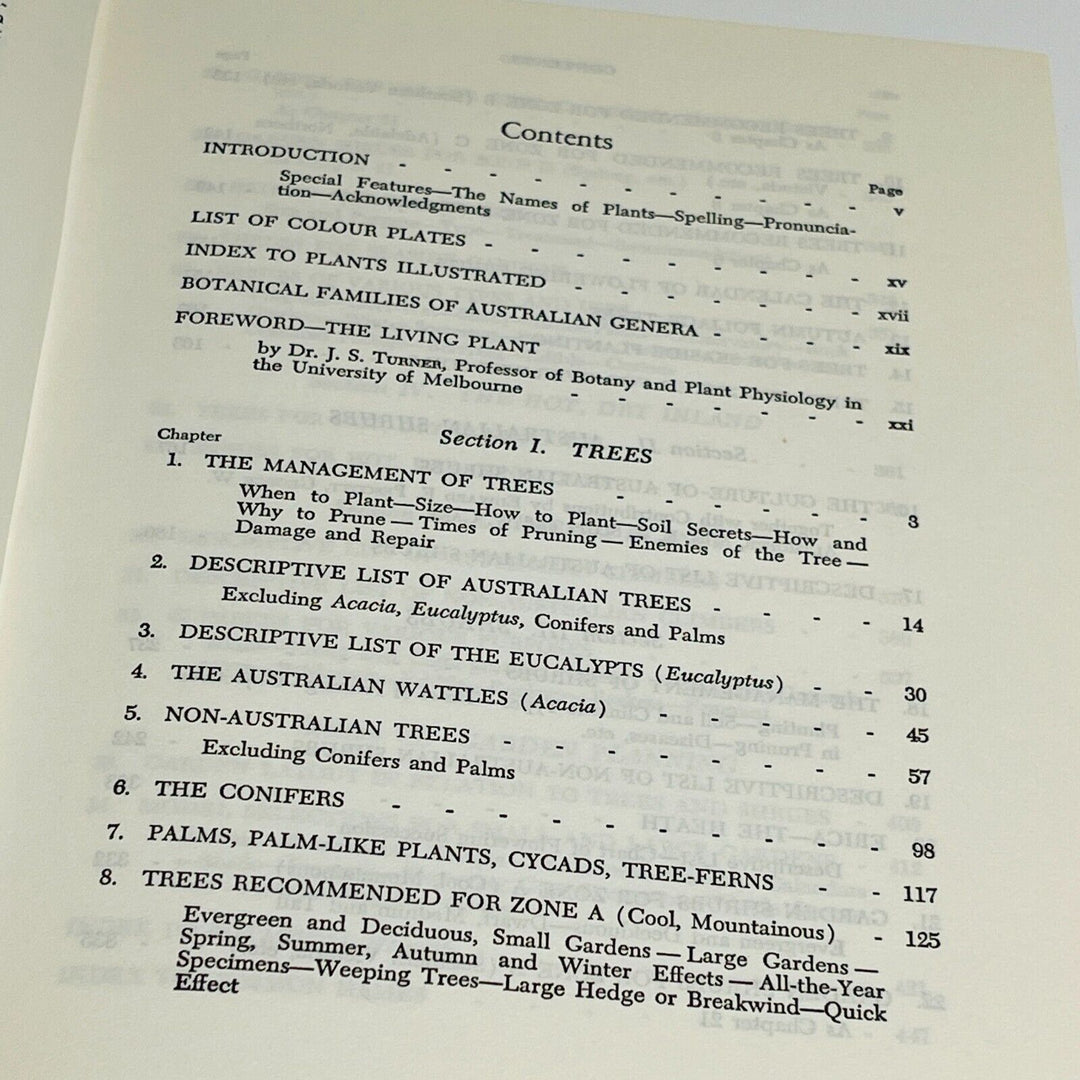 Contents
Page
INTRODUCTION - - - - - - - - - - v
Special Features—The Names of Plants—Spelling—Pronuncia-
tion—Acknowledgments
LIST OF COLOUR PLATES - - - - - - - - - xv
INDEX TO PLANTS ILLUSTRATED - - - - - - xvii
BOTANICAL FAMILIES OF AUSTRALIAN GENERA - - - - xix
FOREWORD—THE LIVING PLANT
by Dr. J. S. TURNER, Professor of Botany and Plant Physiology in
the University of Melbourne - - - - - - - xxi
Section I. TREES
Chapter
1. THE MANAGEMENT OF TREES - - - - - - 3
When to Plant—Size—How to Plant—Soil Secrets—How and
Why to Prune — Times of Pruning — Enemies of the Tree —
Damage and Repair
2. DESCRIPTIVE LIST OF AUSTRALIAN TREES - - - - 14
Excluding Acacia, Eucalyptus, Conifers and Palms
3. DESCRIPTIVE LIST OF THE EUCALYPTS (Eucalyptus) - - 30
4. THE AUSTRALIAN WATTLES (Acacia) - - - - - 45
5. NON-AUSTRALIAN TREES - - - - - - - - 57
Excluding Conifers and Palms
6. THE CONIFERS - - - - - - - - - - 98
7. PALMS, PALM-LIKE PLANTS, CYCADS, TREE-FERNS - - 117
8. TREES RECOMMENDED FOR ZONE A (Cool, Mountainous) - 125
Evergreen and Deciduous, Small Gardens — Large Gardens —
Spring, Summer, Autumn and Winter Effects — All-the-Year
Specimens—Weeping Trees—Large Hedge or Breakwind—Quick
Effect